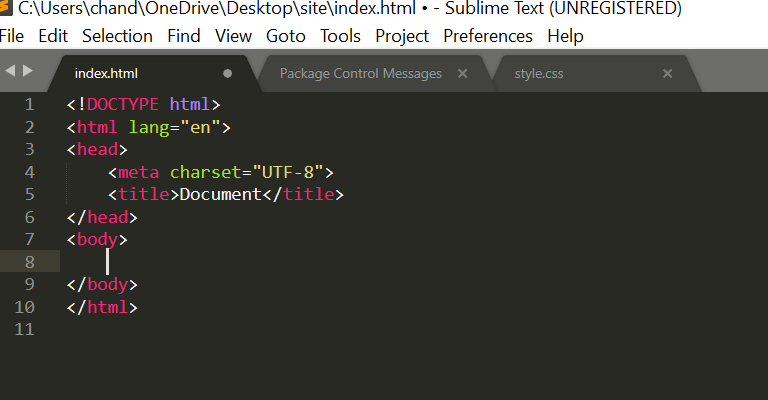 C:\Users\chand\OneDrive\Desktop\site\index.html • - Sublime Text (UNREGISTERED)
File Edit Selection Find View Goto Tools Project Preferences Help
index.html Package Control Messages × style.css ×
1 <!DOCTYPE html>
2 <html lang="en">
3 <head>
4 <meta charset="UTF-8">
5 <title>Document</title>
6 </head>
7 <body>
8
9 </body>
10 </html>
11